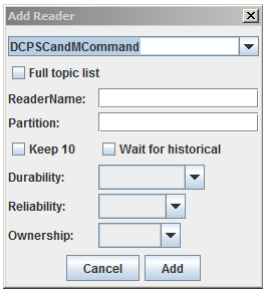 Add Reader
DCPSCandMCommand
Full topic list
ReaderName:
Partition:
Keep 10 Wait for historical
Durability:
Reliability:
Ownership:
Cancel Add